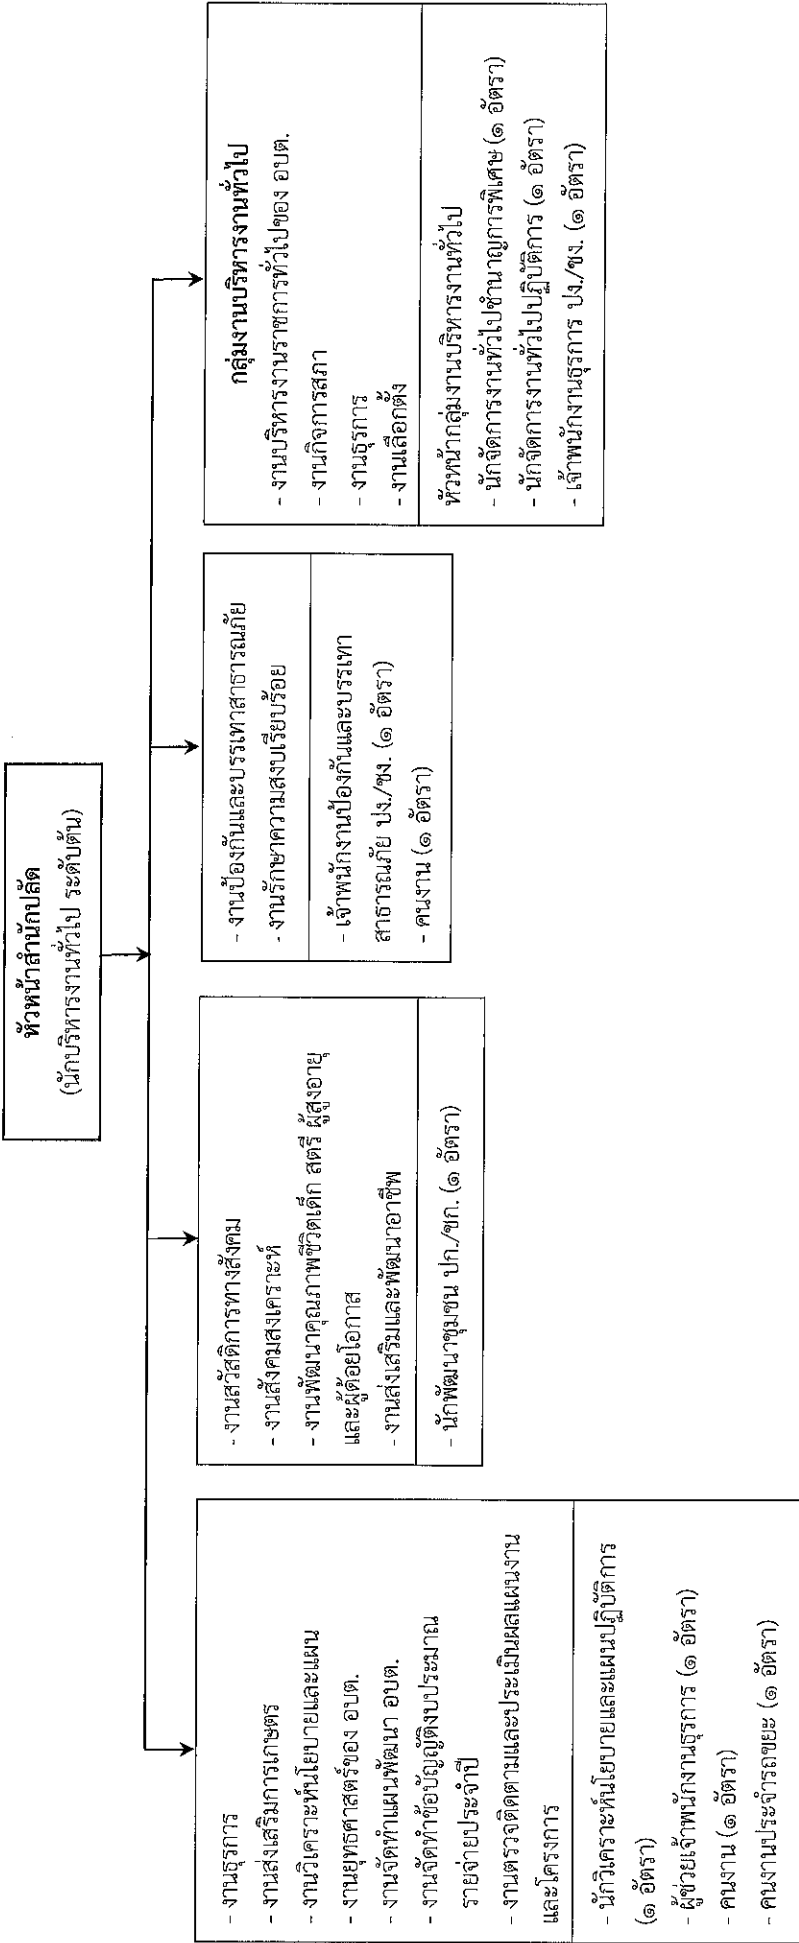 หัวหน้าสำนักปลัด
(นักบริหารงานทั่วไป ระดับต้น)
- งานธุรการ
- งานส่งเสริมการเกษตร
- งานวิเคราะห์นโยบายและแผน
- งานยุทธศาสตร์ของ อบต.
- งานจัดทำแผนพัฒนา อบต.
- งานจัดทำข้อบัญญัติงบประมาณ
รายจ่ายประจำปี
- งานตรวจติดตามและประเมินผลแผนงาน
และโครงการ
- นักวิเคราะห์นโยบายและแผนปฏิบัติการ
(๑ อัตรา)
- ผู้ช่วยเจ้าพนักงานธุรการ (๑ อัตรา)
- คนงาน (๑ อัตรา)
- คนงานประจำรถขยะ (๑ อัตรา)
- งานสวัสดิการทางสังคม
- งานสังคมสงเคราะห์
- งานพัฒนาคุณภาพชีวิตเด็ก สตรี ผู้สูงอายุ
และผู้ด้อยโอกาส
- งานส่งเสริมและพัฒนาอาชีพ
- นักพัฒนาชุมชน ปก./ชก. (๑ อัตรา)
- งานป้องกันและบรรเทาสาธารณภัย
- งานรักษาความสงบเรียบร้อย
- เจ้าพนักงานป้องกันและบรรเทา
สาธารณภัย ปง./ชง. (๑ อัตรา)
- คนงาน (๑ อัตรา)
กลุ่มงานบริหารงานทั่วไป
- งานบริหารงานราชการทั่วไปของ อบต.
- งานกิจการสภา
- งานธุรการ
- งานเลือกตั้ง
หัวหน้ากลุ่มงานบริหารงานทั่วไป
- นักจัดการงานทั่วไปชำนาญการพิเศษ (๑ อัตรา)
- นักจัดการงานทั่วไปปฏิบัติการ (๑ อัตรา)
- เจ้าพนักงานธุรการ ปง./ชง. (๑ อัตรา)